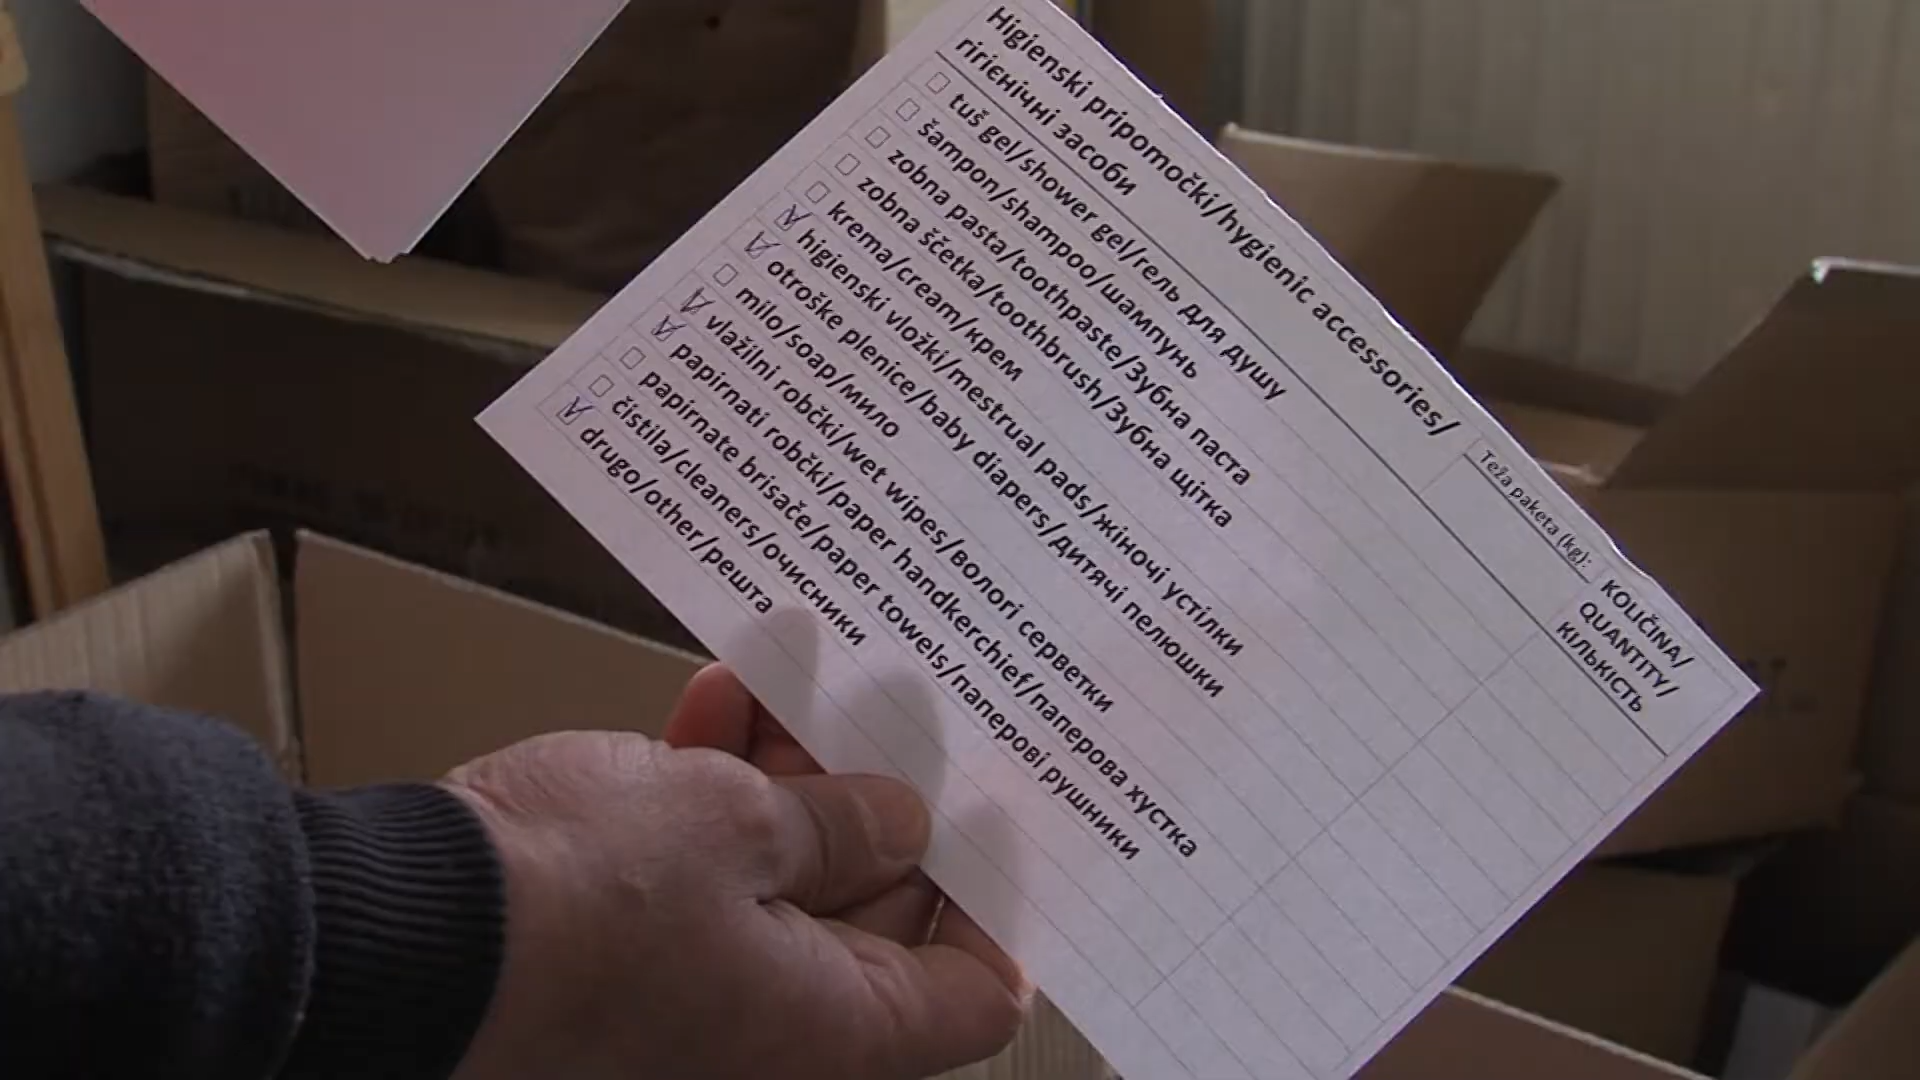 Higienski pripomočki/hygienic accessories/
гігієнічні засоби
Teža paketa (kg):
KOLIČINA/
QUANTITY/
КІЛЬКІСТЬ
tuš gel/shower gel/гель для душу
šampon/shampoo/шампунь
zobna pasta/toothpaste/Зубна паста
zobna ščetka/toothbrush/Зубна щітка
krema/cream/крем
higienski vložki/mestrual pads/жіночі устілки
otroške plenice/baby diapers/дитячі пелюшки
milo/soap/мило
vlažilni robčki/wet wipes/вологі серветки
papirnati robčki/paper handkerchief/паперова хустка
papirnate brisače/paper towels/паперові рушники
čistila/cleaners/очисники
drugo/other/решта